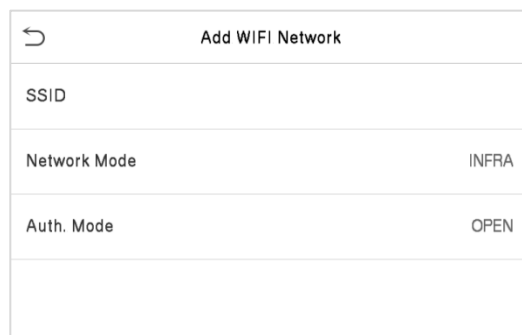 Add WIFI Network
SSID
Network Mode INFRA
Auth. Mode OPEN